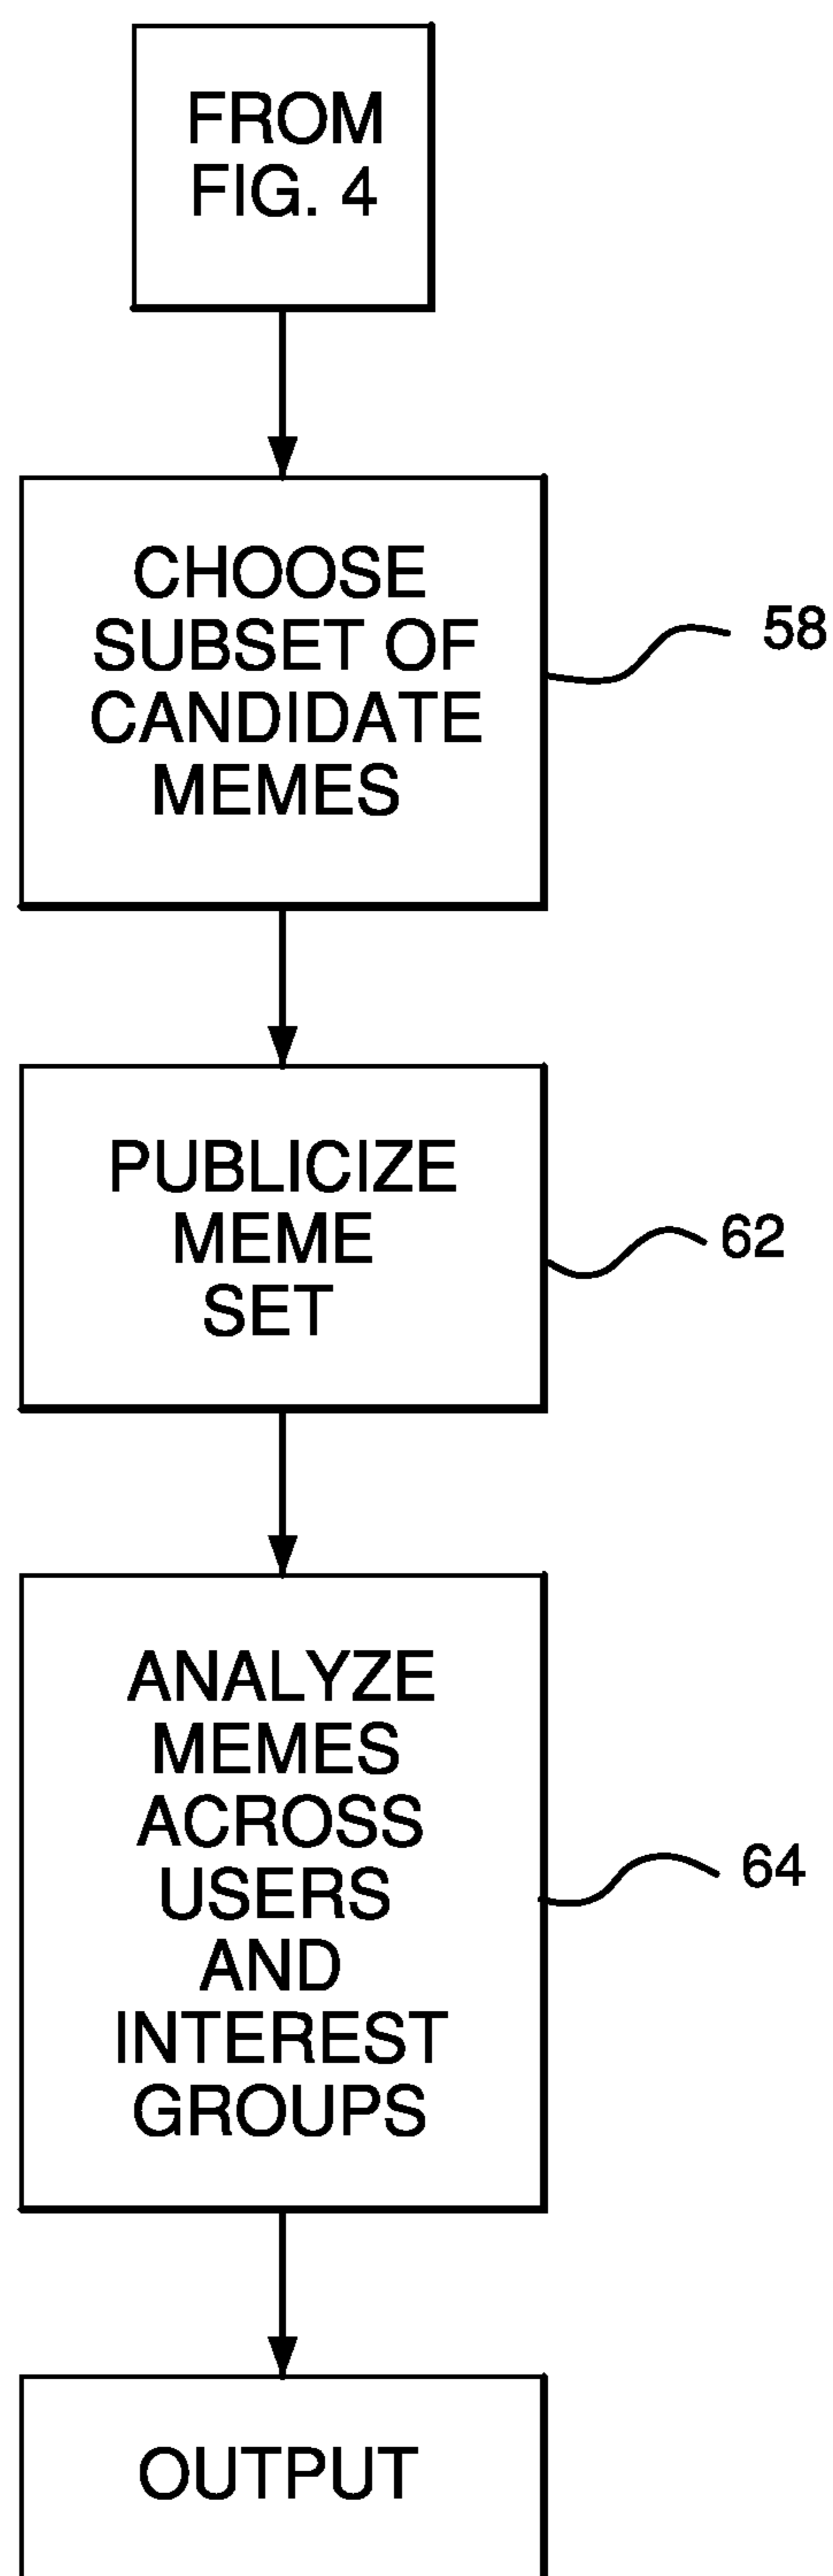 FROM
FIG. 4
CHOOSE
SUBSET OF
CANDIDATE
MEMES
58
PUBLICIZE
MEME
SET
62
ANALYZE
MEMES
ACROSS
USERS
AND
INTEREST
GROUPS
64
OUTPUT